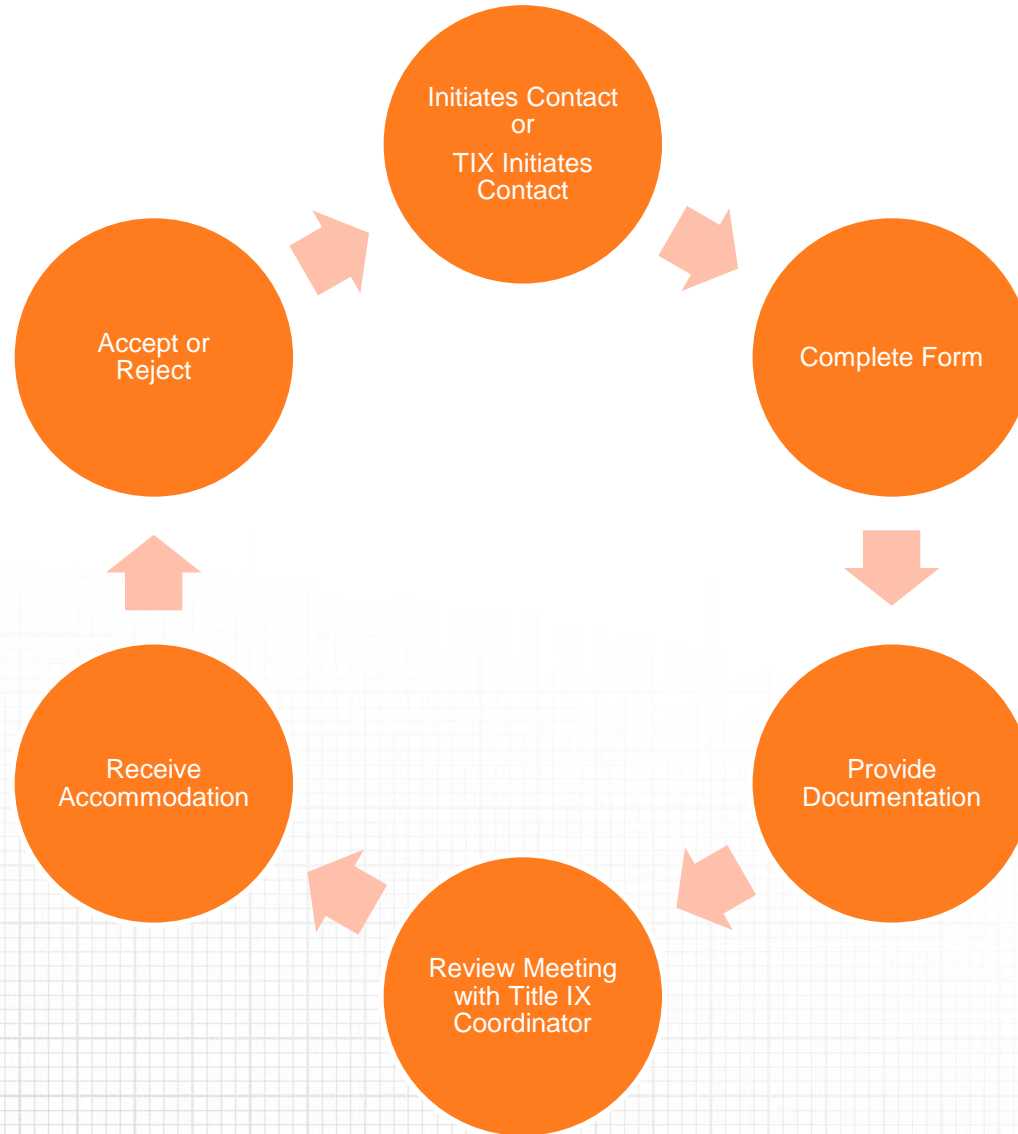 Initiates Contact
or
TIX Initiates
Contact
Complete Form
Provide
Documentation
Review Meeting
with Title IX
Coordinator
Receive
Accommodation
Accept or
Reject